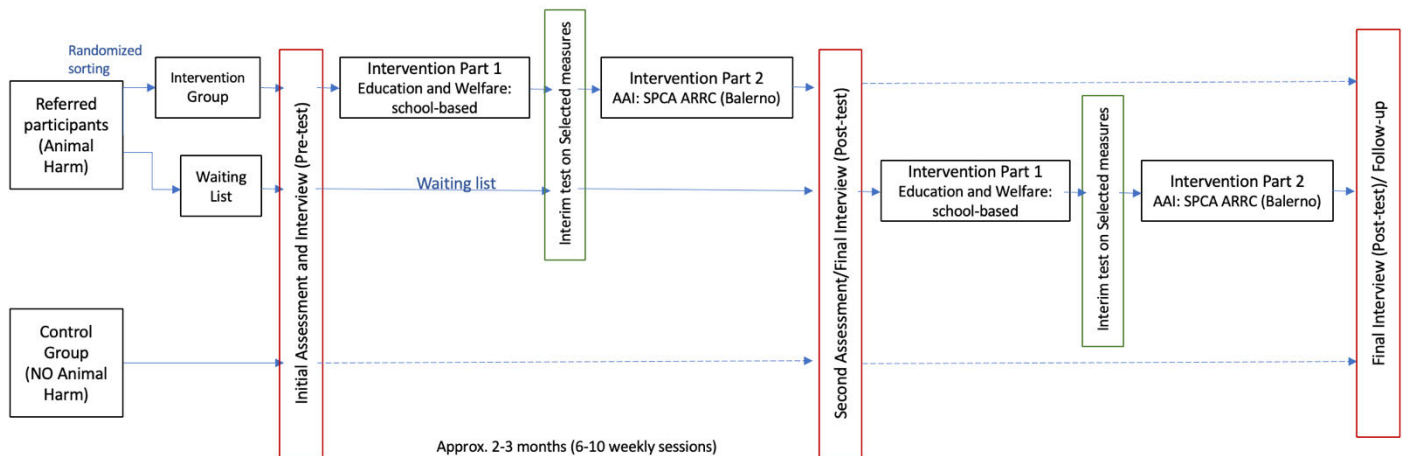 Randomized
sorting
Referred
participants
(Animal
Harm)
Intervention
Group
Waiting
List
Control
Group
(NO Animal
Harm)
Initial Assessment and Interview (Pre-test)
Intervention Part 1
Education and Welfare:
school-based
Waiting list
Interim test on Selected measures
Intervention Part 2
AAI: SPCA ARRC (Balerno)
Approx. 2-3 months (6-10 weekly sessions)
Second Assessment/Final Interview (Post-test)
Intervention Part 1
Education and Welfare:
school-based
Interim test on Selected measures
Intervention Part 2
AAI: SPCA ARRC (Balerno)
Final Interview (Post-test)/ Follow-up